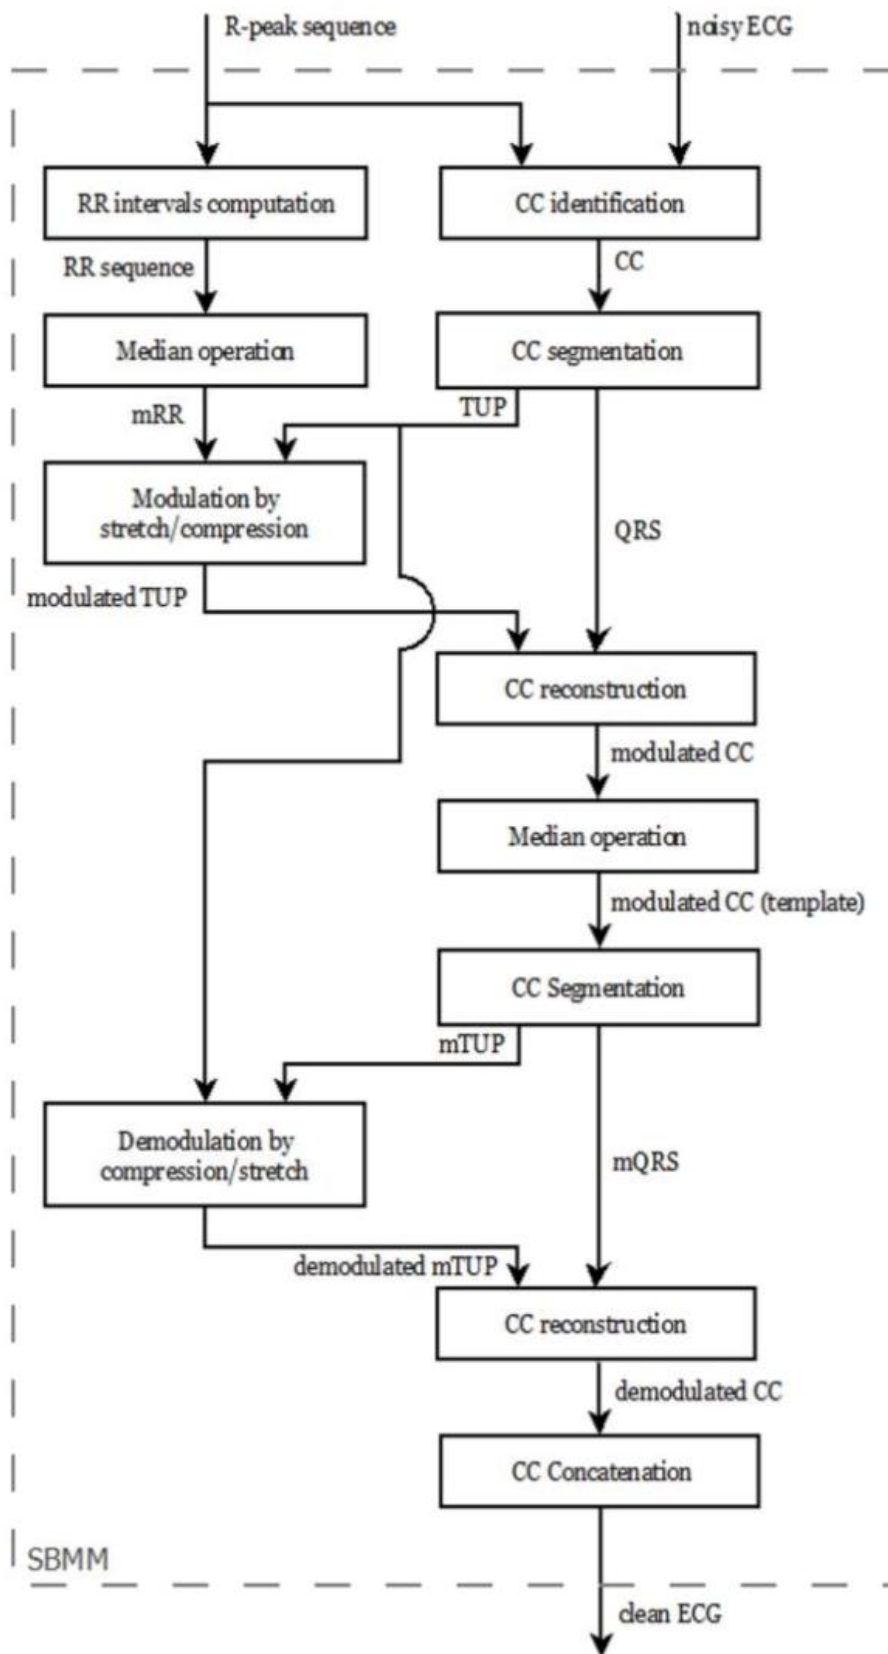 R-peak sequence
noisy ECG
RR intervals computation
CC identification
RR sequence
CC
Median operation
CC segmentation
mRR
TUP
Modulation by
stretch/compression
QRS
modulated TUP
CC reconstruction
modulated CC
Median operation
modulated CC (template)
CC Segmentation
mTUP
Demodulation by
compression/stretch
mQRS
demodulated mTUP
CC reconstruction
demodulated CC
CC Concatenation
SBMM
clean ECG